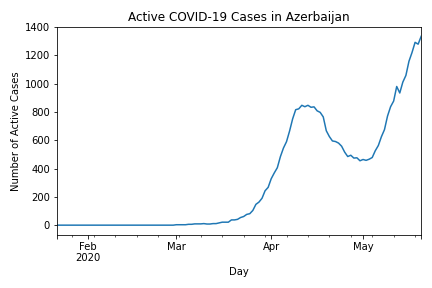 Active COVID-19 Cases in Azerbaijan
1400
1200
1000
800
600
400
200
0
Number of Active Cases
Feb Mar Apr May
2020
Day